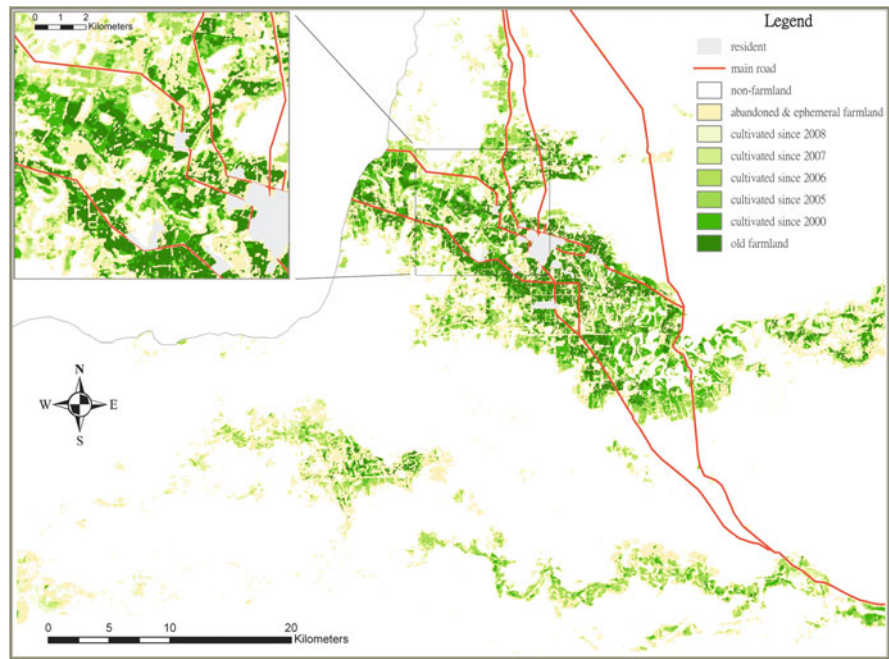 0 1 2
Kilometers
Legend
resident
main road
non-farmland
abandoned & ephemeral farmland
cultivated since 2008
cultivated since 2007
cultivated since 2006
cultivated since 2005
cultivated since 2000
old farmland
N
W E
S
0 5 10 20
Kilometers